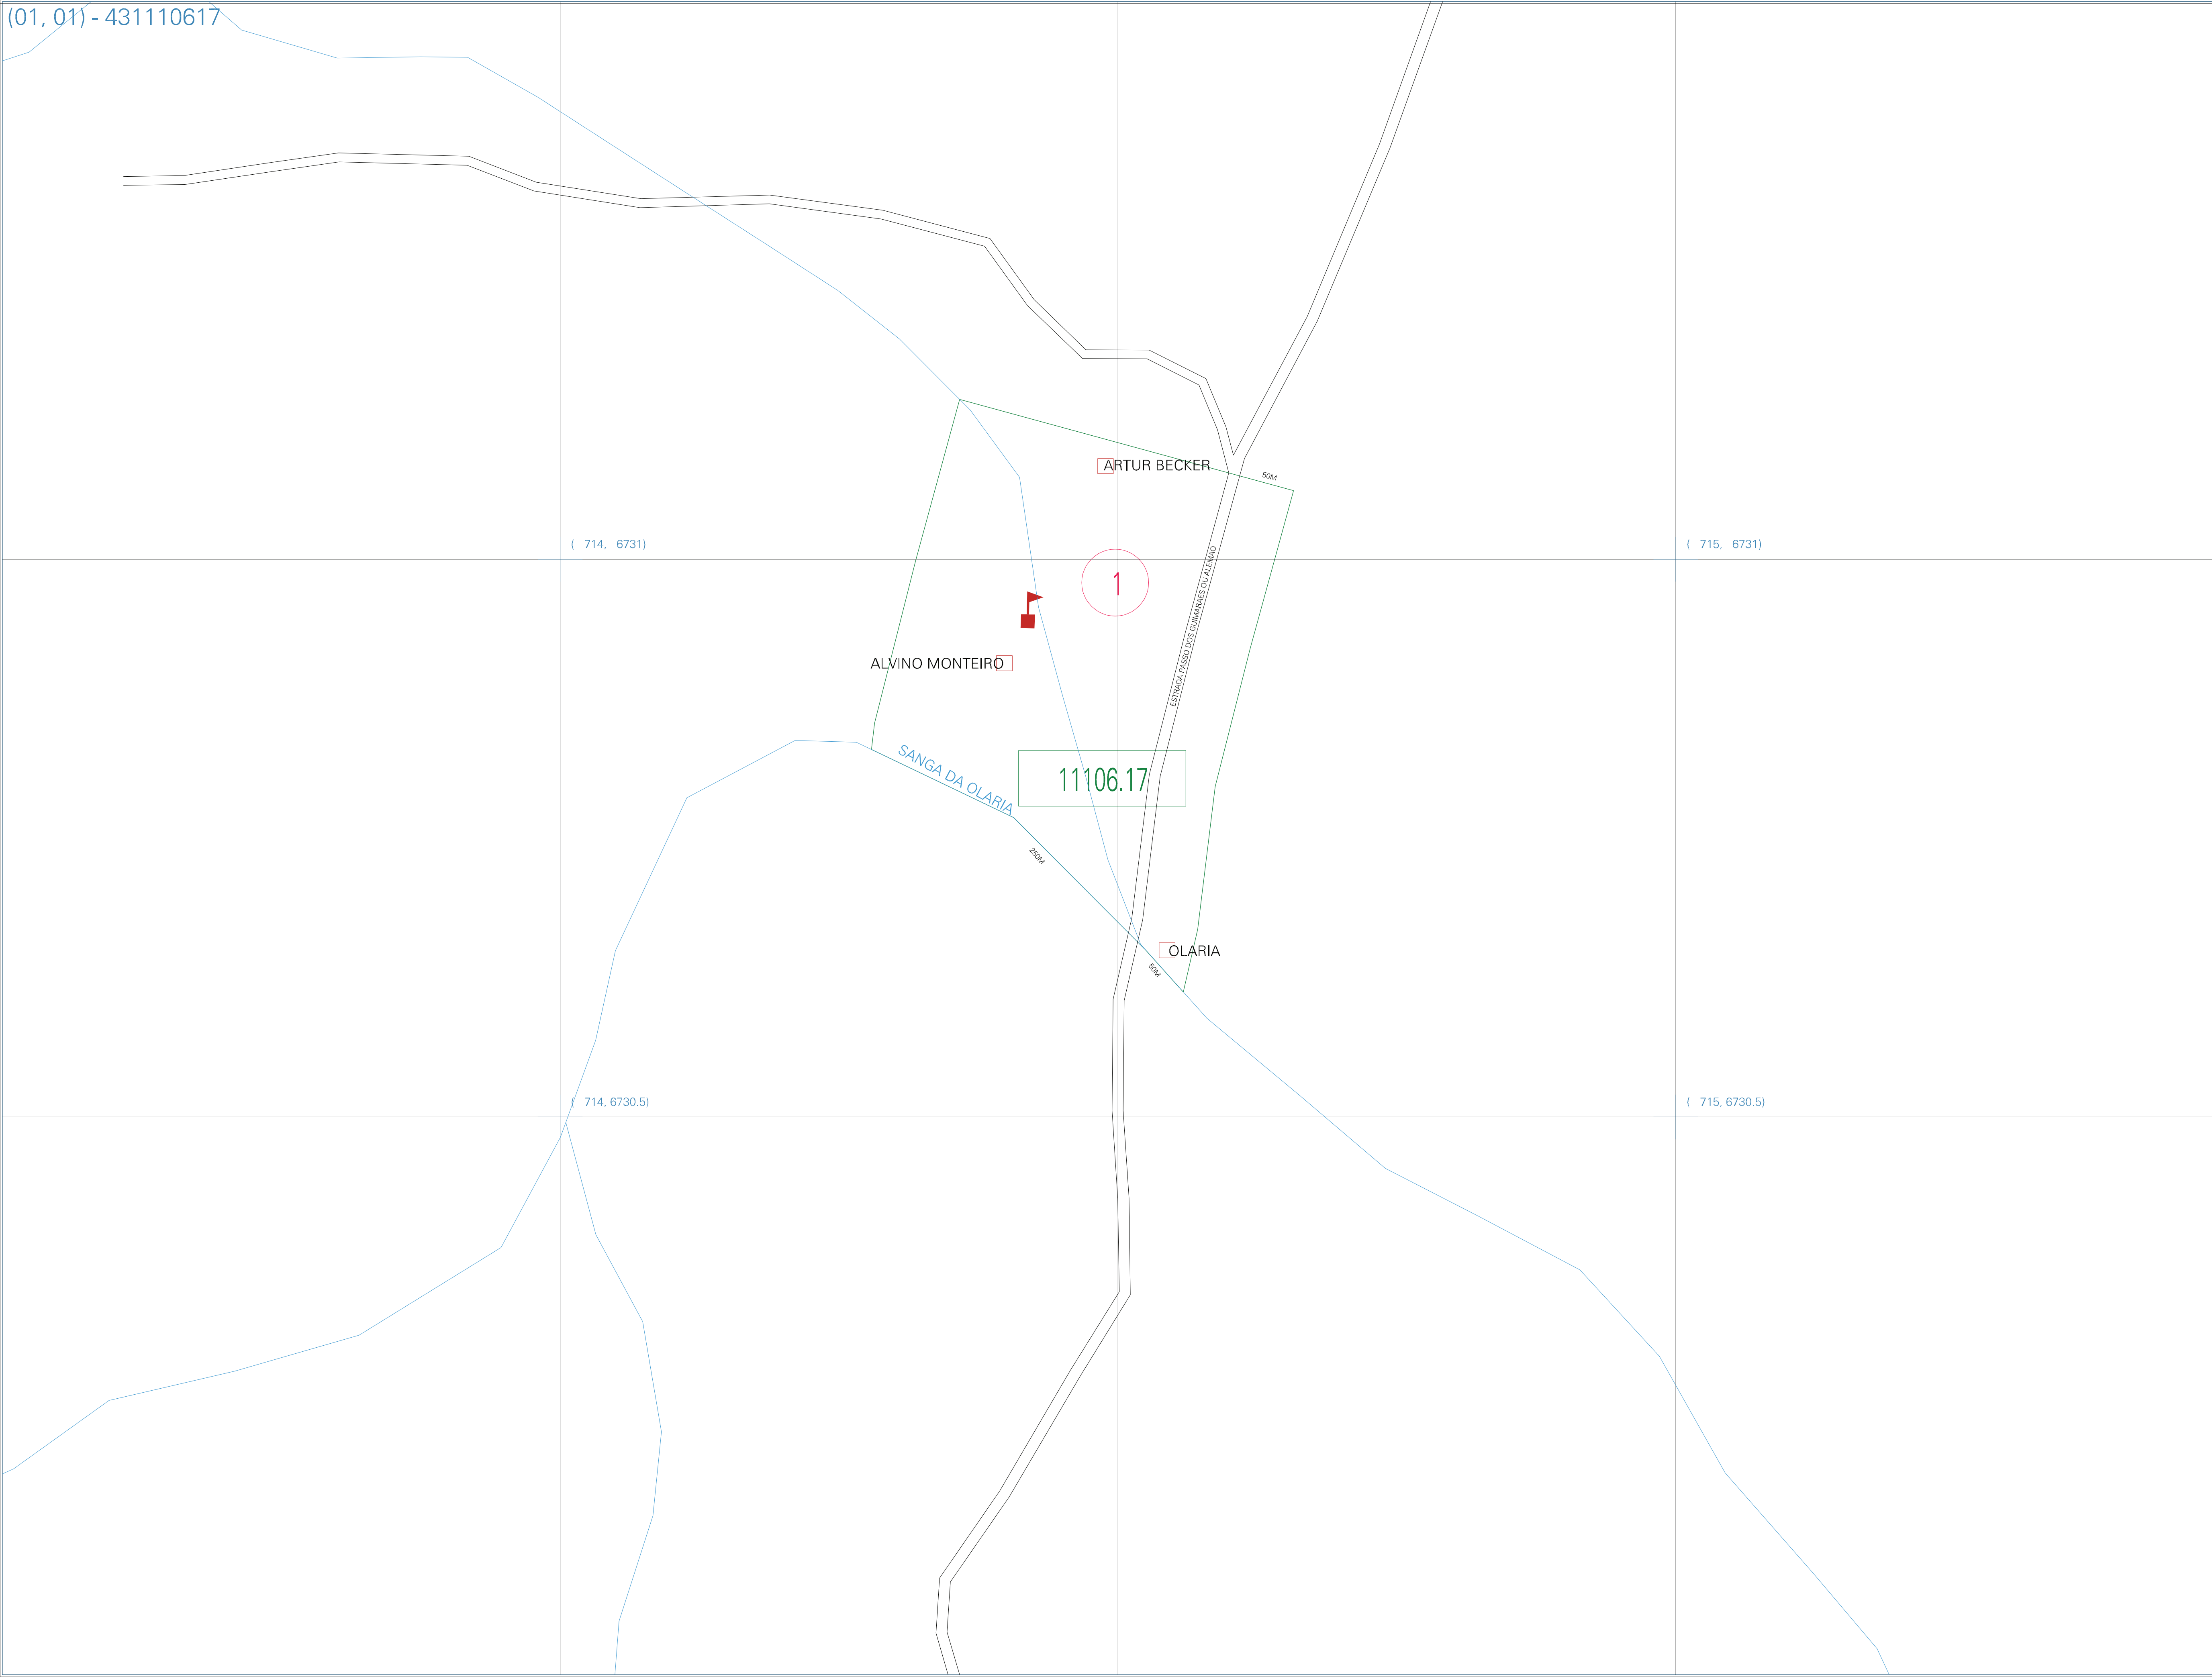 (01, 01) - 431110617
ARTUR BECKER
50M
( 714, 6731)
( 715, 6731)
1
ESTRADA PASSO DOS GUIMARAES OU ALEMAO
ALVINO MONTEIRO
SANGA DA OLARIA
11106.17
250M
OLARIA
50M
( 714, 6730.5)
( 715, 6730.5)